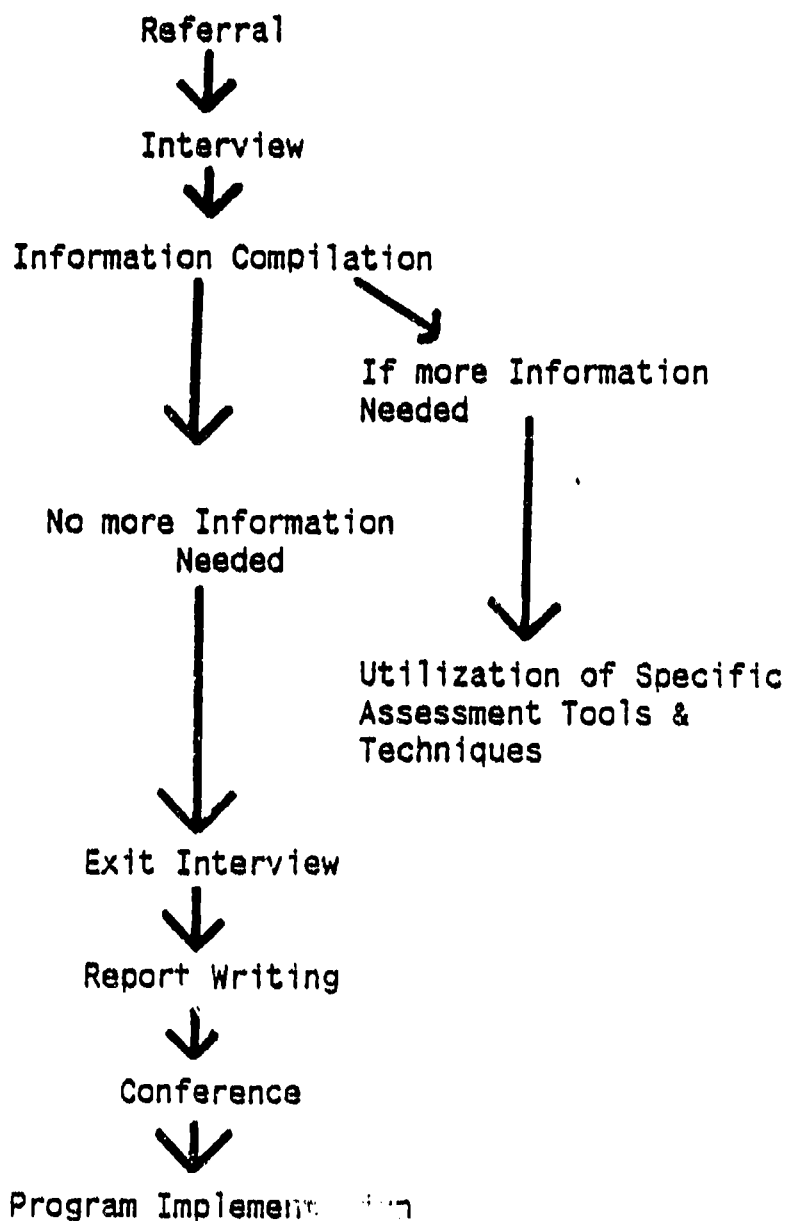 Referral
Interview
Information Compilation
If more Information
Needed
No more Information
Needed
Utilization of Specific
Assessment Tools &
Techniques
Exit Interview
Report Writing
Conference
Program